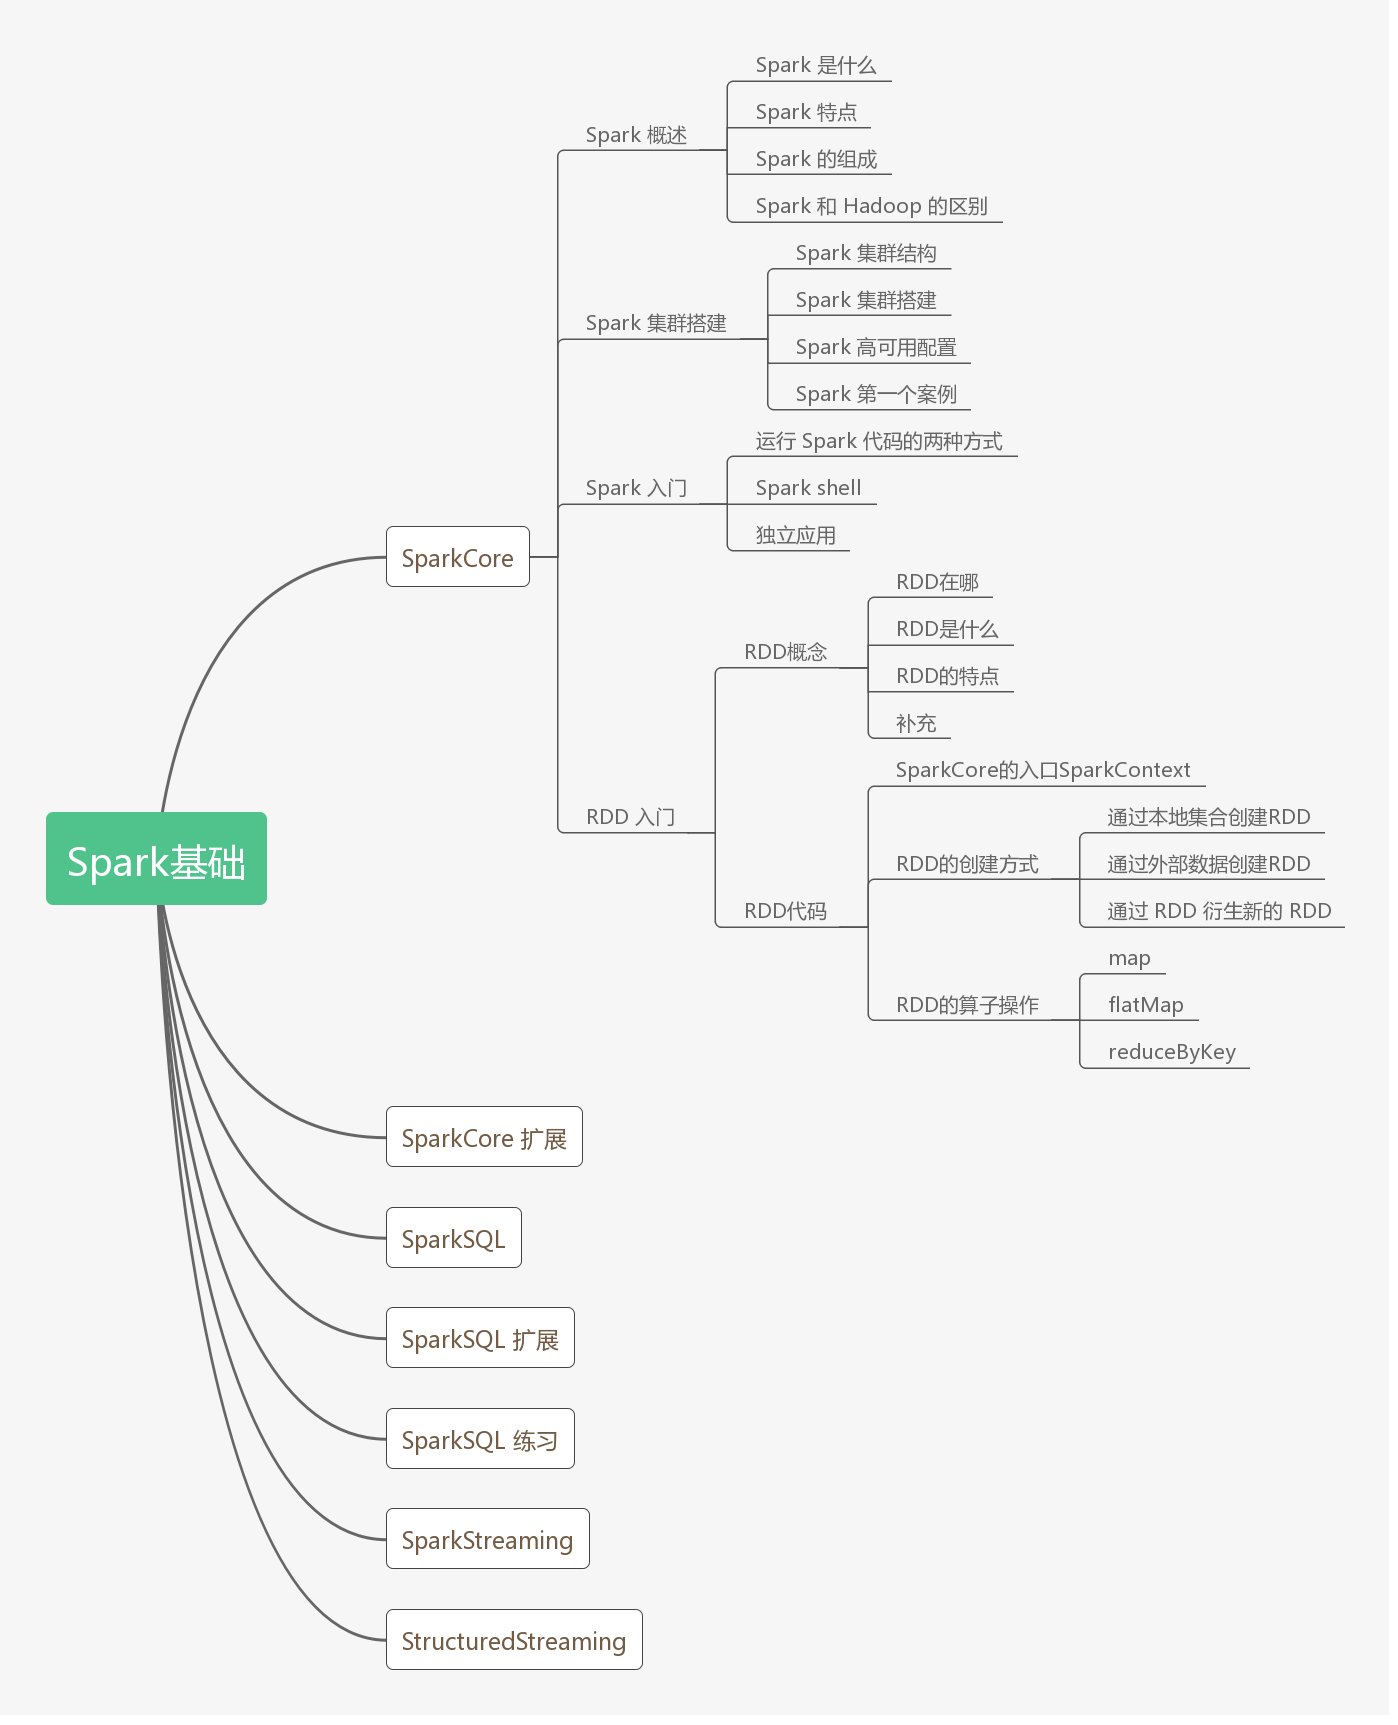 Spark基础
SparkCore
Spark 概述
Spark 是什么
Spark 特点
Spark 的组成
Spark 和 Hadoop 的区别
Spark 集群搭建
Spark 集群结构
Spark 集群搭建
Spark 高可用配置
Spark 第一个案例
Spark 入门
运行 Spark 代码的两种方式
Spark shell
独立应用
RDD 入门
RDD概念
RDD在哪
RDD是什么
RDD的特点
补充
RDD代码
SparkCore的入口SparkContext
RDD的创建方式
通过本地集合创建RDD
通过外部数据创建RDD
通过 RDD 衍生新的 RDD
RDD的算子操作
map
flatMap
reduceByKey
SparkCore 扩展
SparkSQL
SparkSQL 扩展
SparkSQL 练习
SparkStreaming
StructuredStreaming